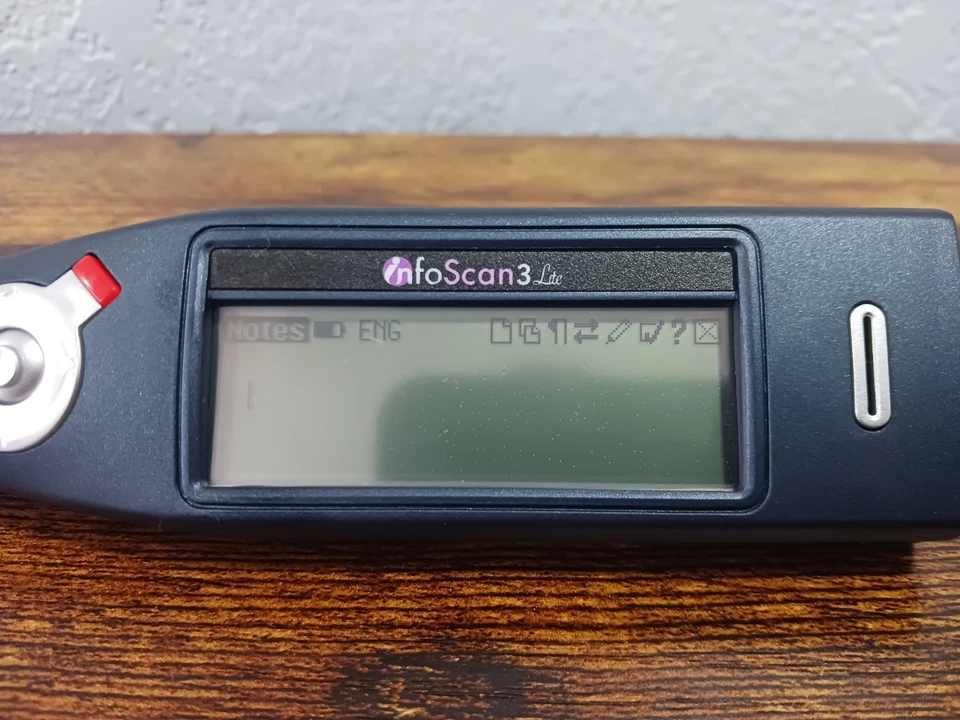 infoScan3 Lite
Notes ENG